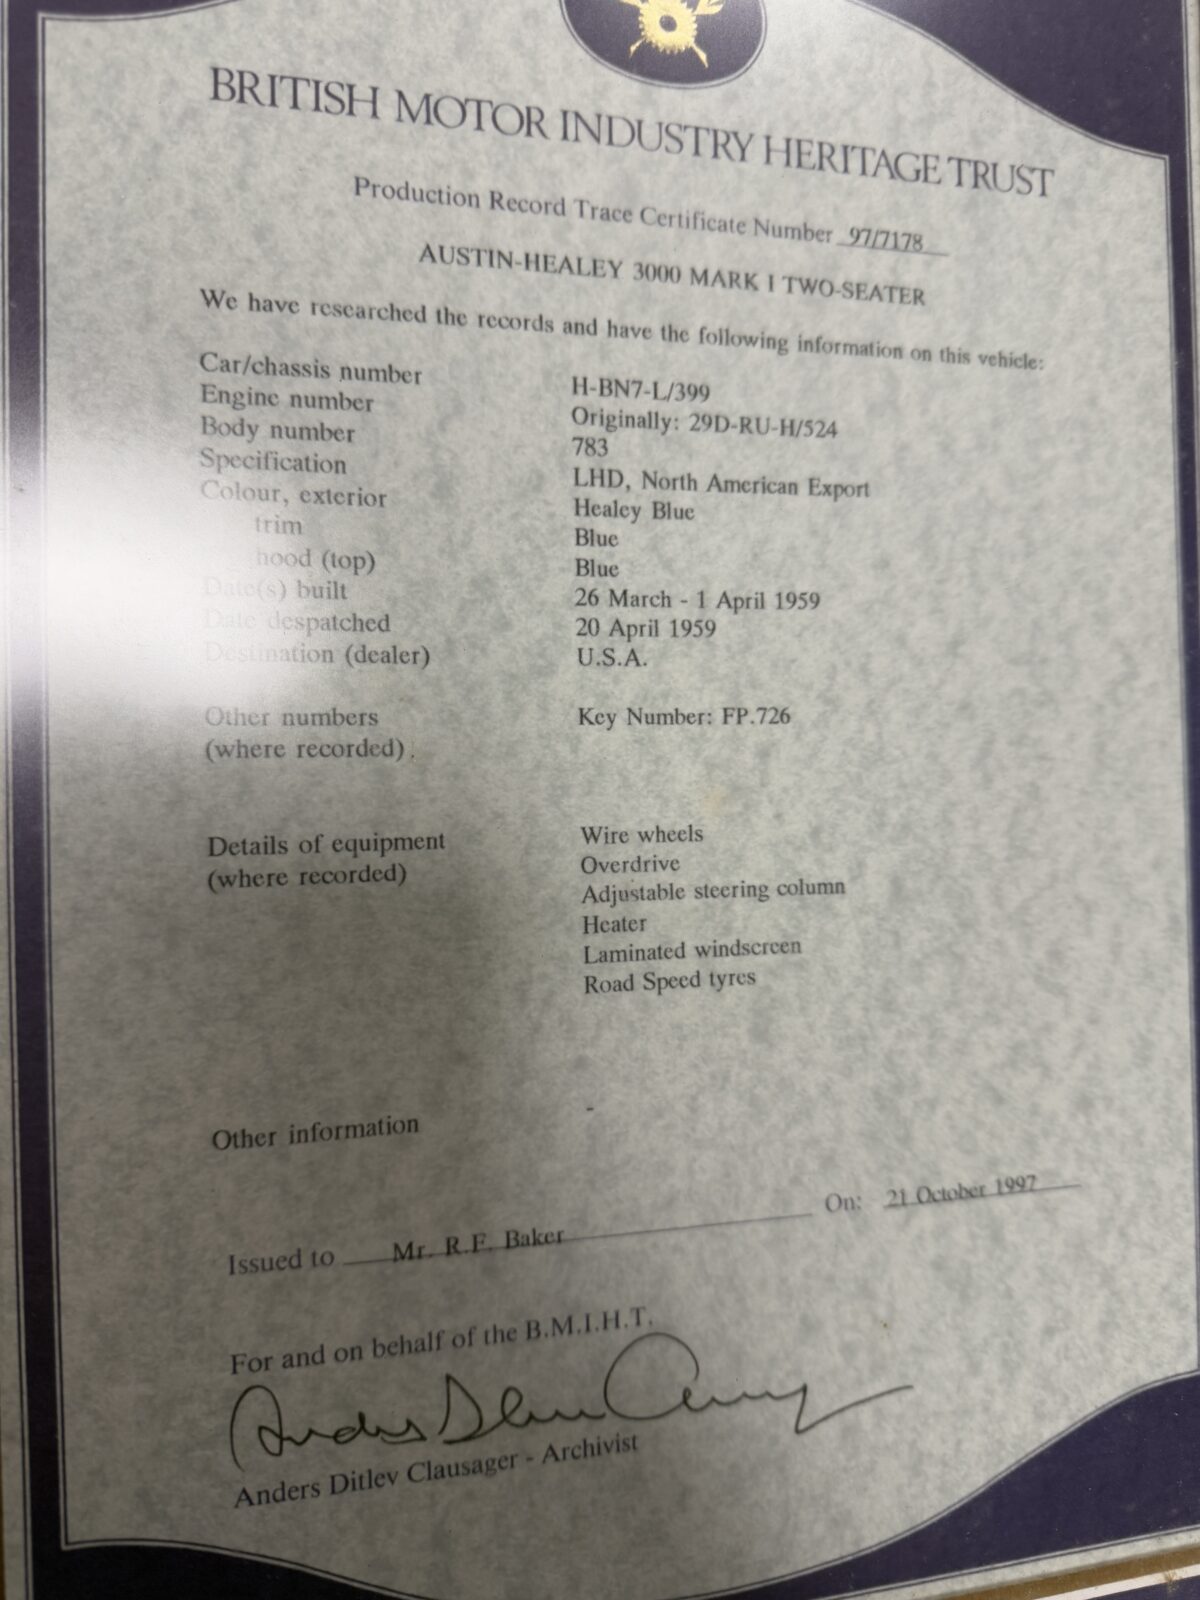 BRITISH MOTOR INDUSTRY HERITAGE TRUST
Production Record Trace Certificate Number 97/7178
AUSTIN-HEALEY 3000 MARK I TWO-SEATER
We have researched the records and have the following information on this vehicle:
Car/chassis number H-BN7-L/399
Engine number Originally: 29D-RU-H/524
Body number 783
Specification LHD, North American Export
Colour, exterior Healey Blue
trim Blue
hood (top) Blue
Date(s) built 26 March - 1 April 1959
Date despatched 20 April 1959
Destination (dealer) U.S.A.
Other numbers Key Number: FP.726
(where recorded)
Details of equipment Wire wheels
(where recorded) Overdrive
Adjustable steering column
Heater
Laminated windscreen
Road Speed tyres
Other information -
Issued to Mr. R.F. Baker On: 21 October 1997
For and on behalf of the B.M.I.H.T.
Anders Ditlev Clausager - Archivist